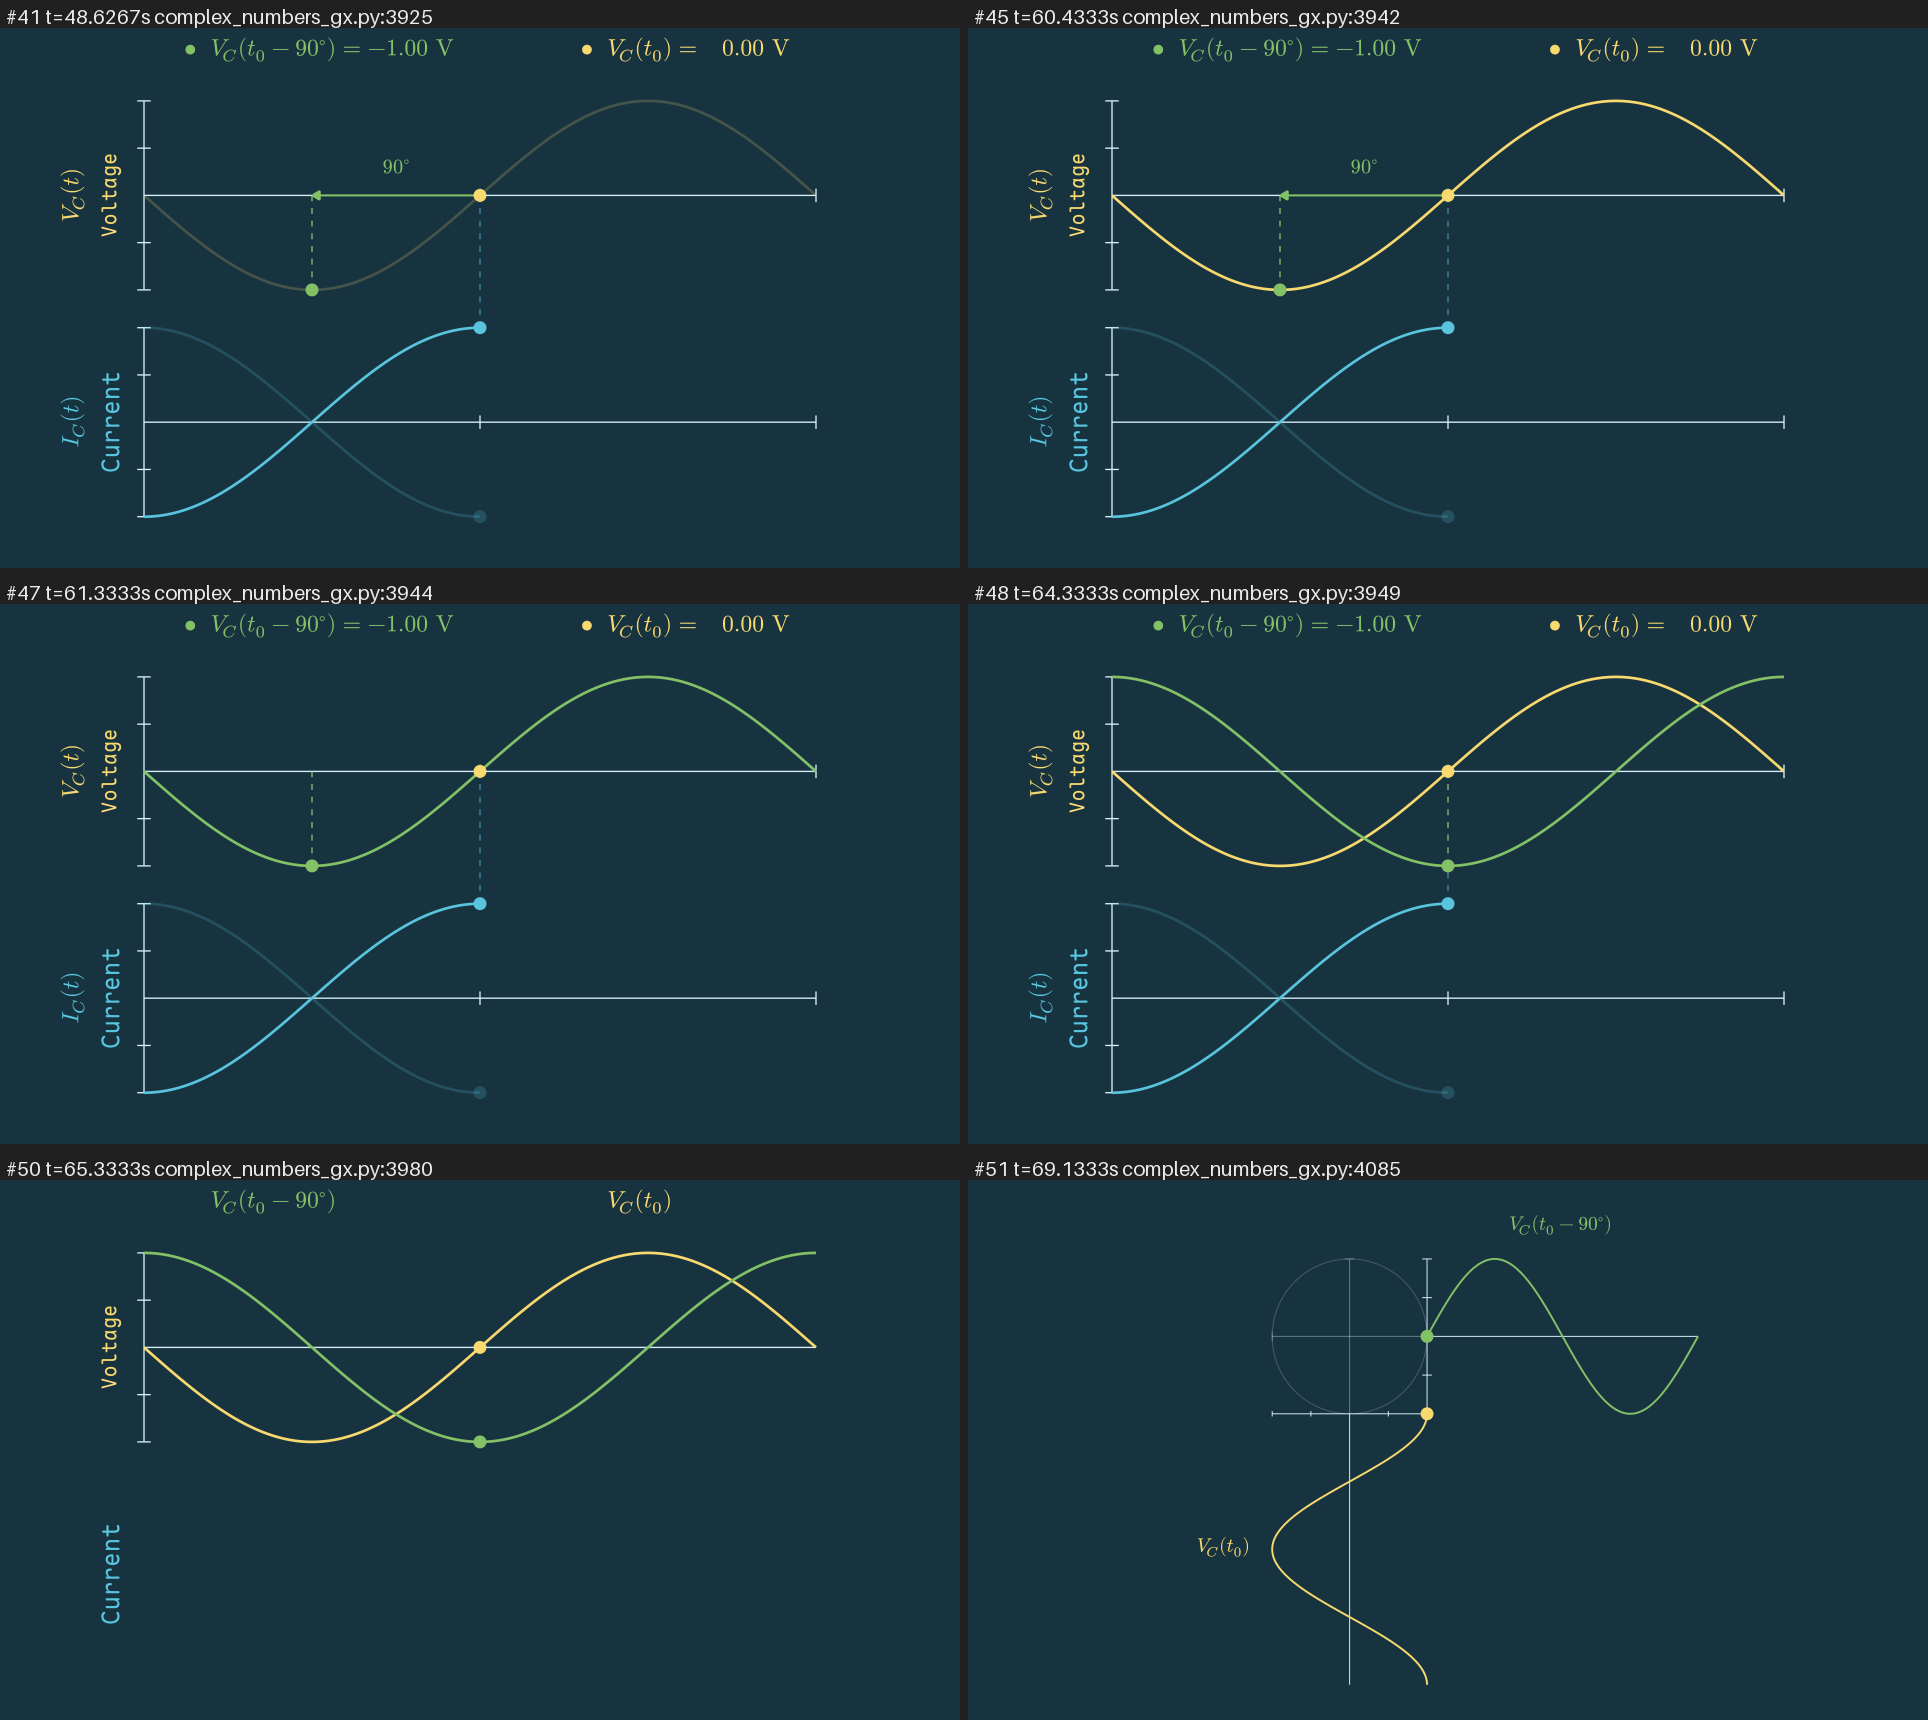 #41 t=48.6267s complex_numbers_gx.py:3925
V_C(t_0 − 90°) = −1.00 V
V_C(t_0) = 0.00 V
90°
V_C(t)
Voltage
I_C(t)
Current
#45 t=60.4333s complex_numbers_gx.py:3942
V_C(t_0 − 90°) = −1.00 V
V_C(t_0) = 0.00 V
90°
V_C(t)
Voltage
I_C(t)
Current
#47 t=61.3333s complex_numbers_gx.py:3944
V_C(t_0 − 90°) = −1.00 V
V_C(t_0) = 0.00 V
V_C(t)
Voltage
I_C(t)
Current
#48 t=64.3333s complex_numbers_gx.py:3949
V_C(t_0 − 90°) = −1.00 V
V_C(t_0) = 0.00 V
V_C(t)
Voltage
I_C(t)
Current
#50 t=65.3333s complex_numbers_gx.py:3980
V_C(t_0 − 90°)
V_C(t_0)
Voltage
Current
#51 t=69.1333s complex_numbers_gx.py:4085
V_C(t_0 − 90°)
V_C(t_0)